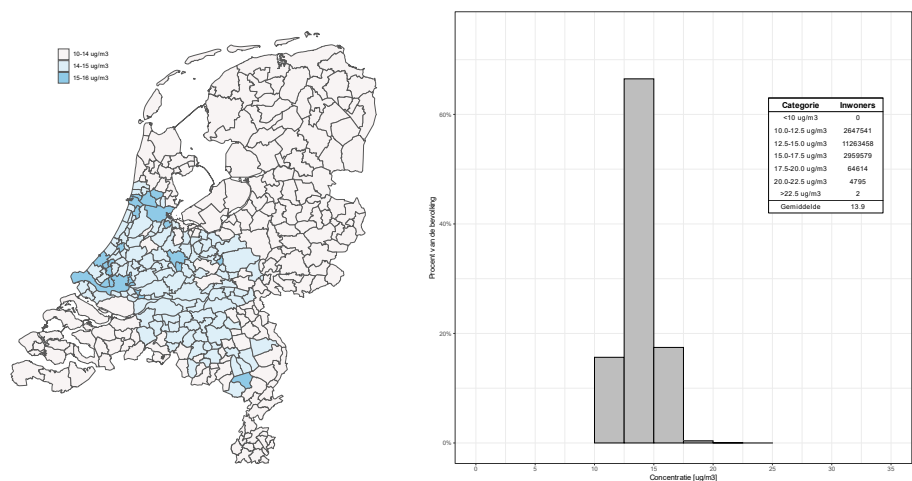 10-14 ug/m3
14-15 ug/m3
15-16 ug/m3
Procent van de bevolking
60%
40%
20%
0%
Categorie Inwoners
<10 ug/m3 0
10.0-12.5 ug/m3 2647541
12.5-15.0 ug/m3 11263458
15.0-17.5 ug/m3 2959579
17.5-20.0 ug/m3 64614
20.0-22.5 ug/m3 4795
>22.5 ug/m3 2
Gemiddelde 13.9
0 5 10 15 20 25 30 35
Concentratie [ug/m3]